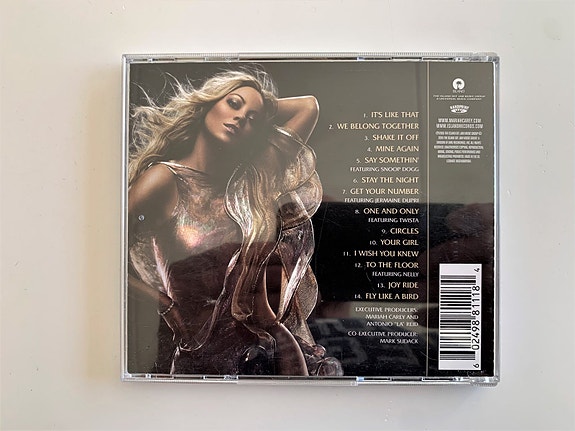 1. IT'S LIKE THAT
2. WE BELONG TOGETHER
3. SHAKE IT OFF
4. MINE AGAIN
5. SAY SOMETHIN'
FEATURING SNOOP DOGG
6. STAY THE NIGHT
7. GET YOUR NUMBER
FEATURING JERMAINE DUPRI
8. ONE AND ONLY
FEATURING TWISTA
9. CIRCLES
10. YOUR GIRL
11. I WISH YOU KNEW
12. TO THE FLOOR
FEATURING NELLY
13. JOY RIDE
14. FLY LIKE A BIRD
EXECUTIVE PRODUCERS:
MARIAH CAREY AND
ANTONIO "LA" REID
CO-EXECUTIVE PRODUCER:
MARK SUDACK
ISLAND
WWW.MARIAHCAREY.COM
WWW.ISLANDRECORDS.COM
6 02498 81118 4